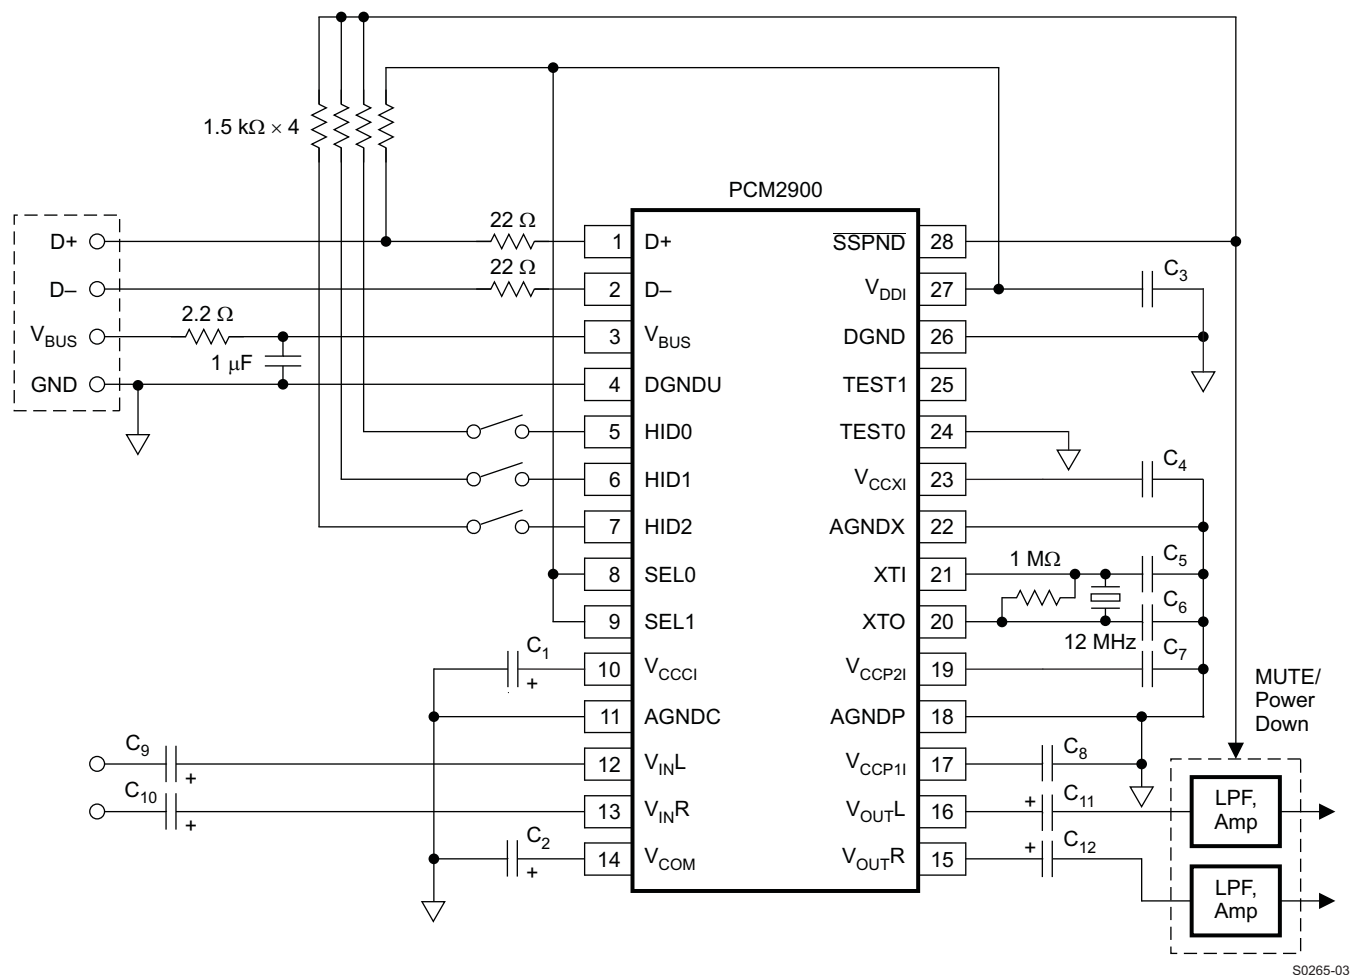 1.5 kΩ × 4
PCM2900
D+
22 Ω
1
D+
SSPND
28
D–
22 Ω
2
D–
VDDI
27
C3
VBUS
2.2 Ω
3
VBUS
DGND
26
1 μF
GND
4
DGNDU
TEST1
25
5
HID0
TEST0
24
6
HID1
VCCXI
23
C4
7
HID2
AGNDX
22
8
SEL0
XTI
21
1 MΩ
C5
9
SEL1
XTO
20
12 MHz
C6
C1
+
10
VCCCI
VCCP2I
19
C7
11
AGNDC
AGNDP
18
MUTE/
Power
Down
C9
+
12
VINL
VCCP1I
17
C8
C10
+
13
VINR
VOUTL
16
+
C11
LPF,
Amp
C2
+
14
VCOM
VOUTR
15
+
C12
LPF,
Amp
S0265-03